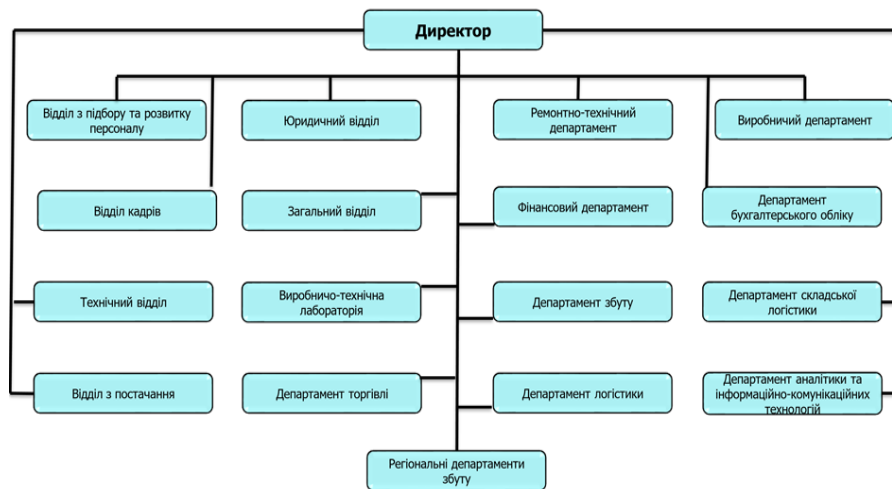 Директор
Відділ з підбору та розвитку
персоналу
Юридичний відділ
Ремонтно-технічний
департамент
Виробничий департамент
Відділ кадрів
Загальний відділ
Фінансовий департамент
Департамент
бухгалтерського обліку
Технічний відділ
Виробничо-технічна
лабораторія
Департамент збуту
Департамент складської
логістики
Відділ з постачання
Департамент торгівлі
Департамент логістики
Департамент аналітики та
інформаційно-комунікаційних
технологій
Регіональні департаменти
збуту